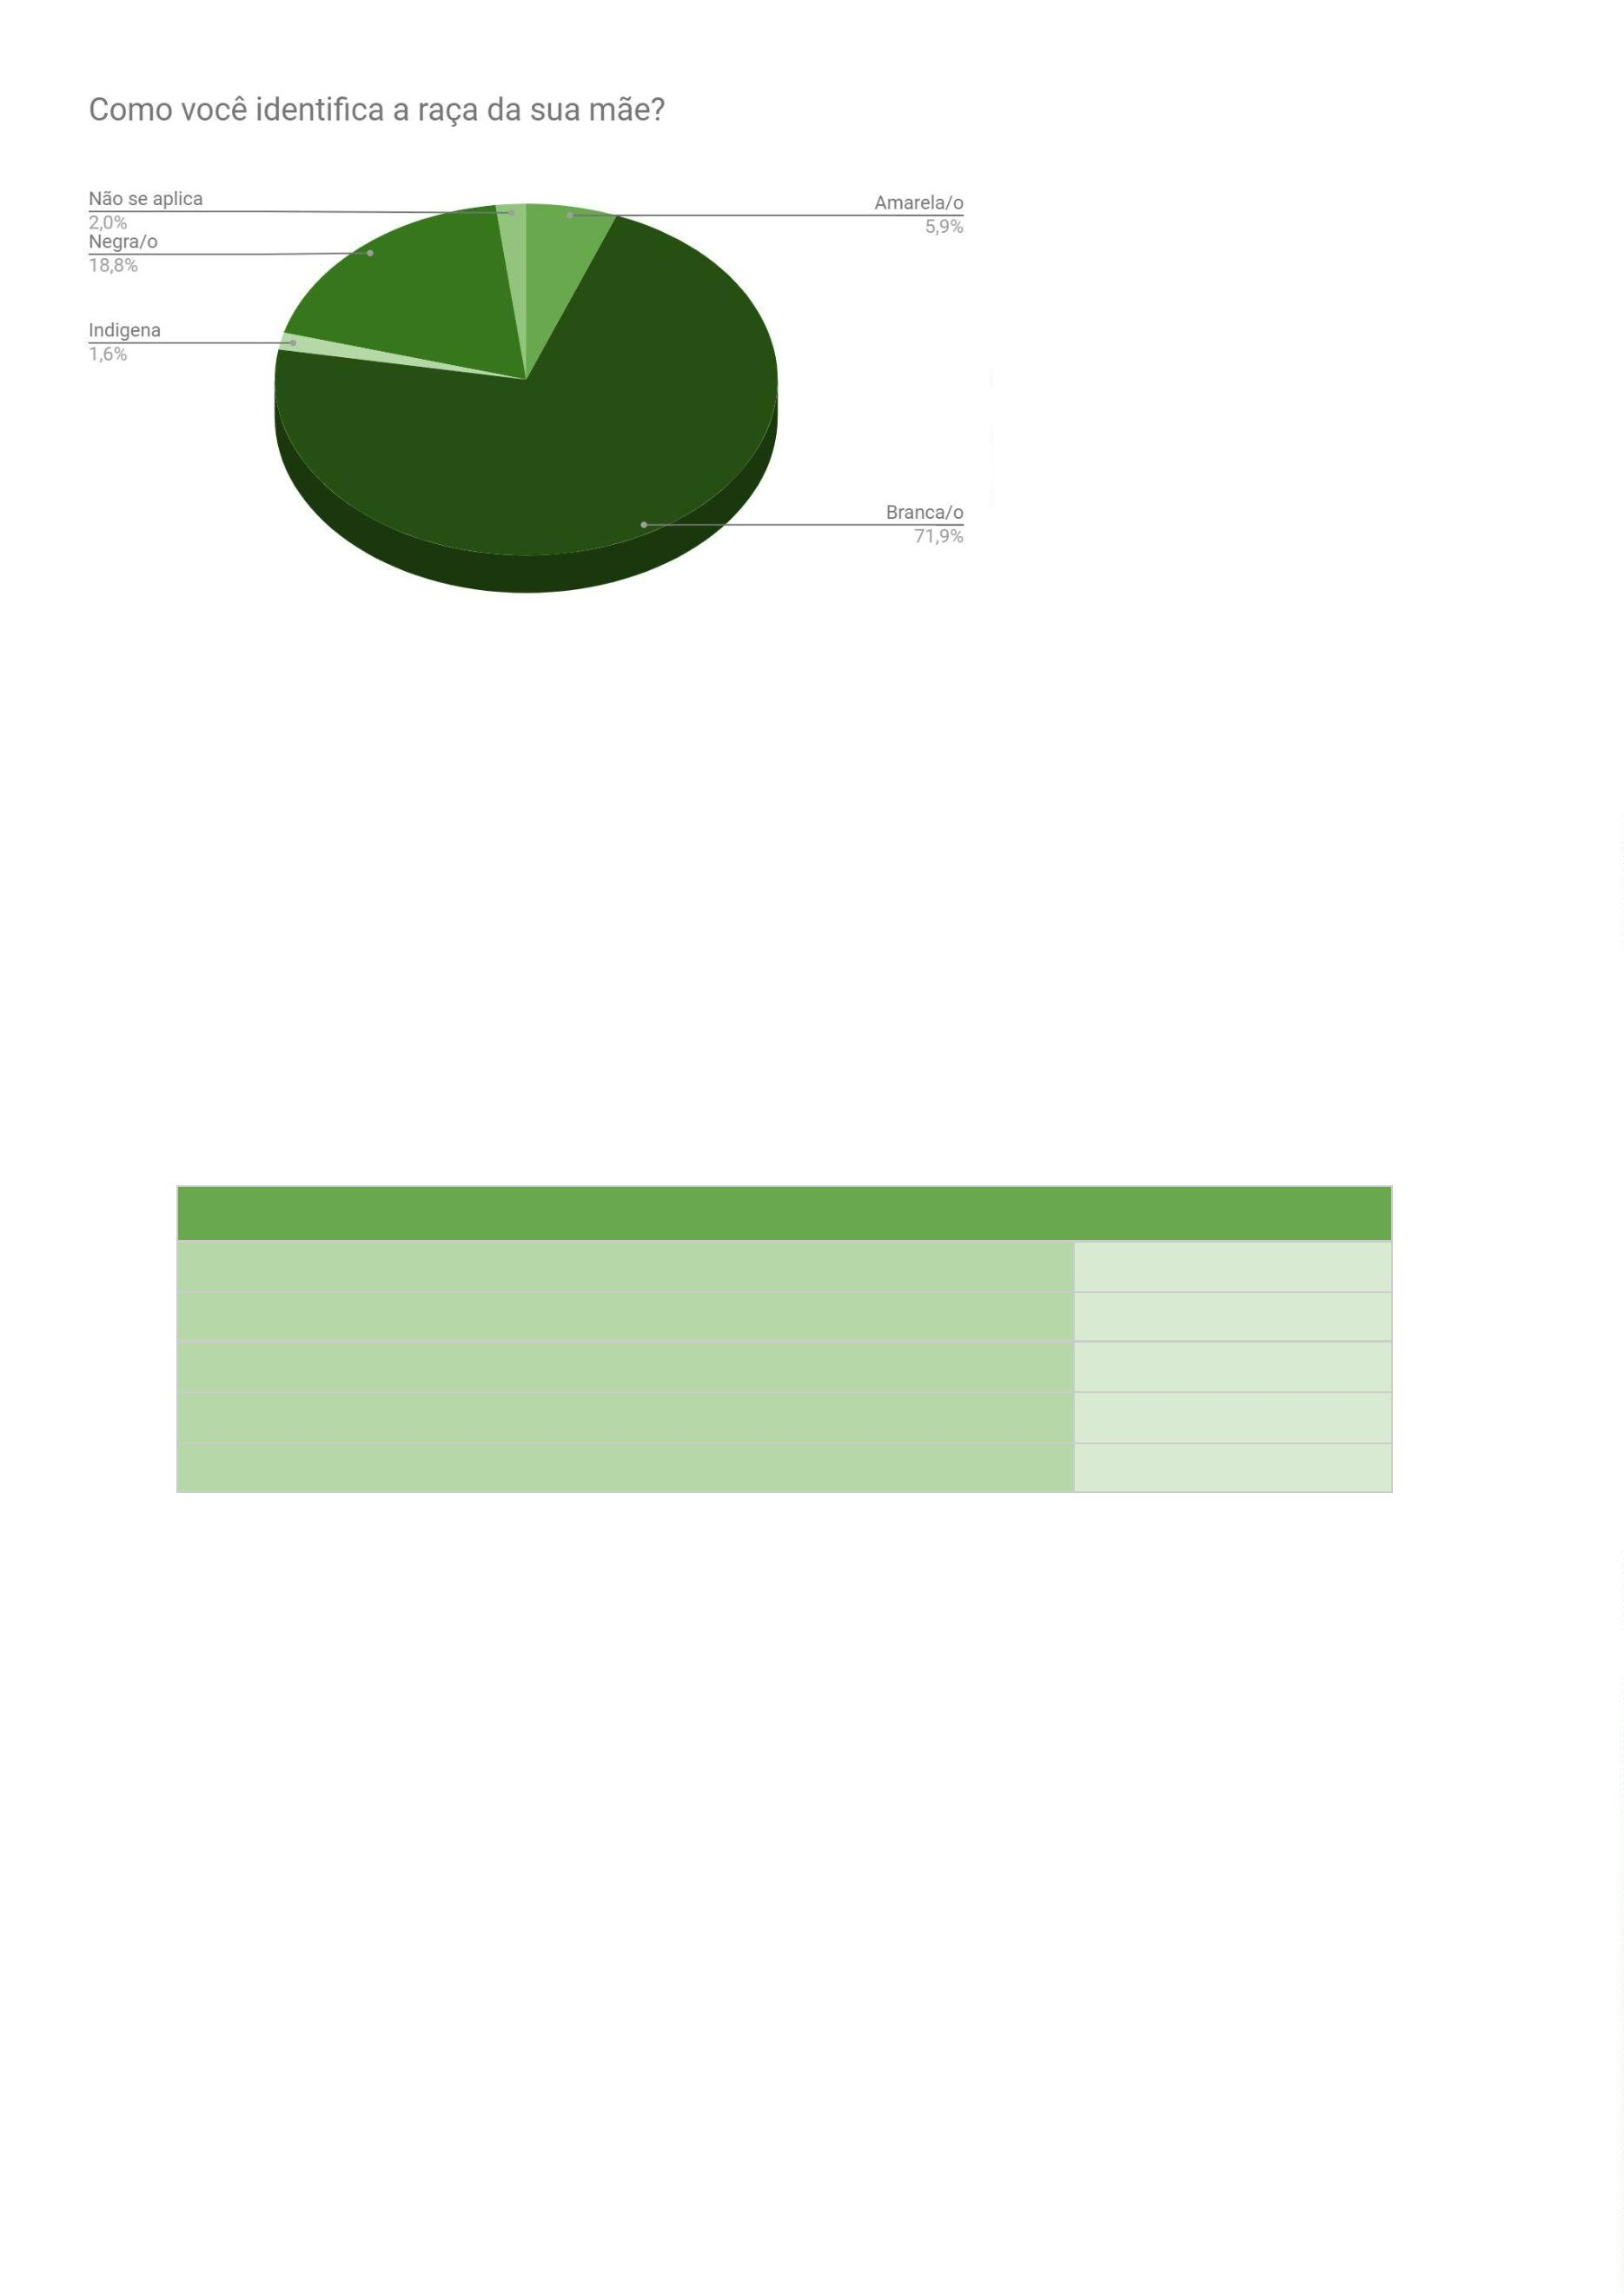 Como você identifica a raça da sua mãe?
Não se aplica
2,0%
Negra/o
18,8%
Indigena
1,6%
Amarela/o
5,9%
Branca/o
71,9%